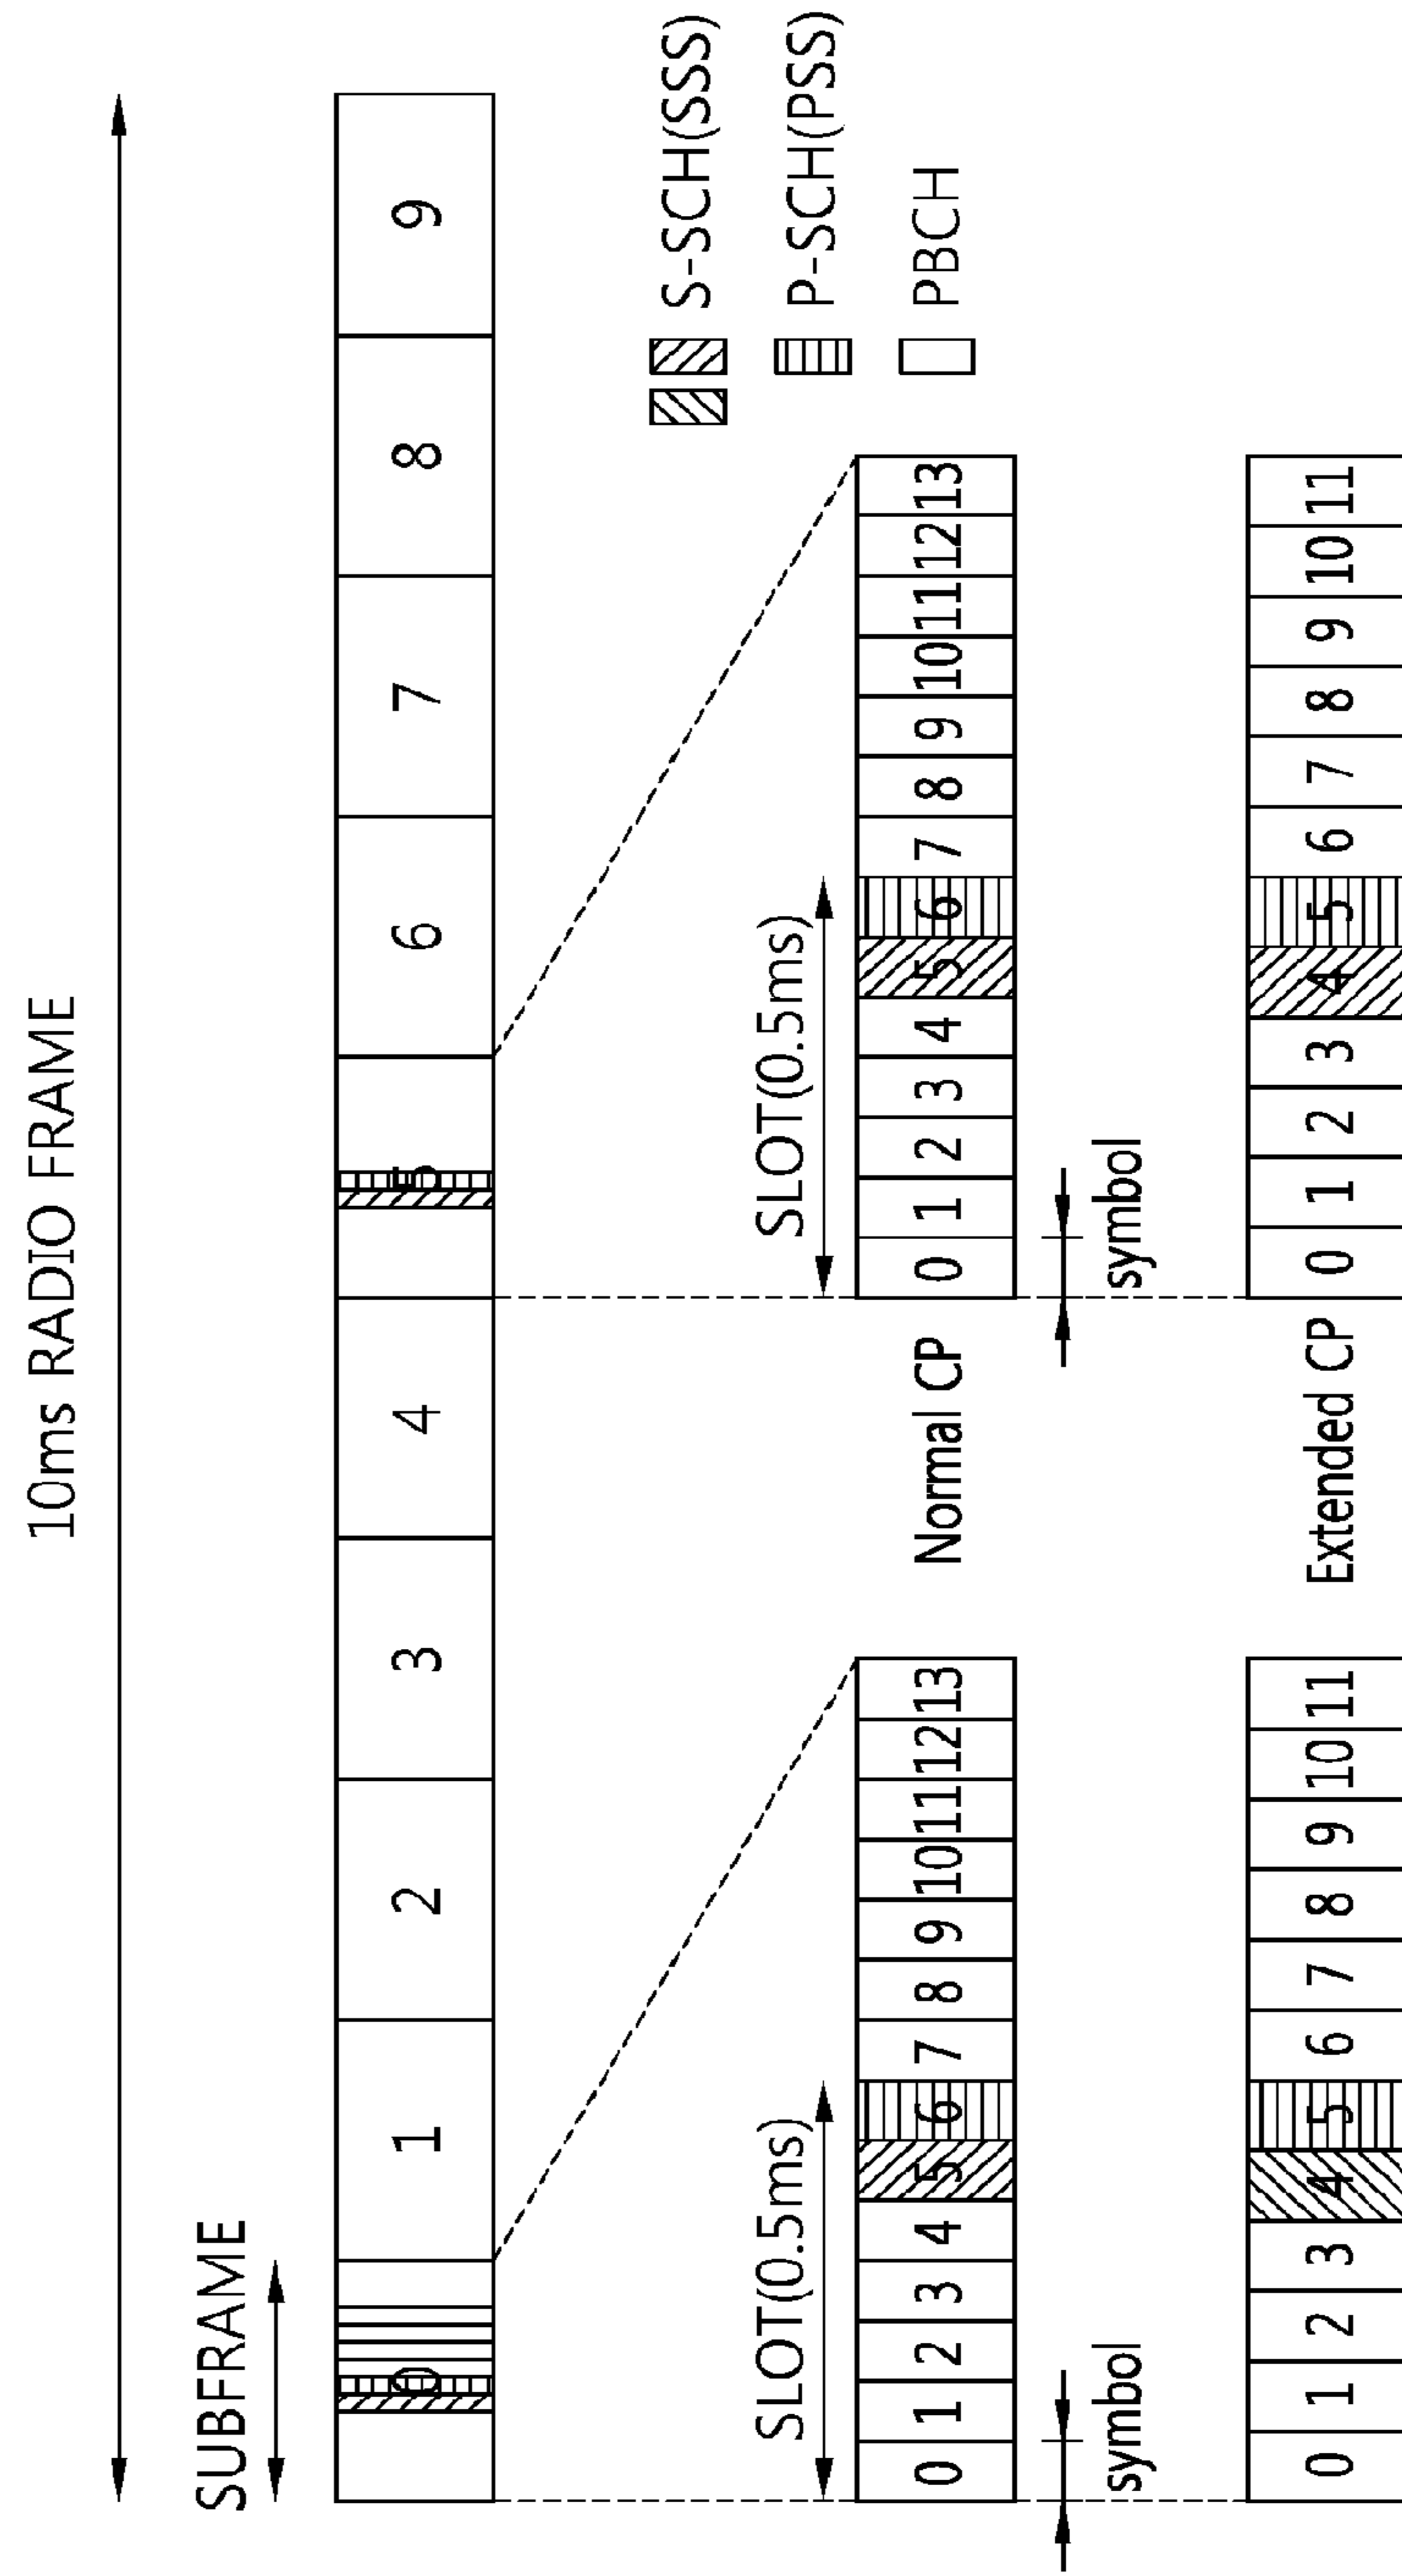 10ms RADIO FRAME
SUBFRAME
0 1 2 3 4 5 6 7 8 9
S-SCH(SSS)
P-SCH(PSS)
PBCH
SLOT(0.5ms) SLOT(0.5ms)
0 1 2 3 4 5 6 7 8 9 10 11 12 13 Normal CP 0 1 2 3 4 5 6 7 8 9 10 11 12 13
symbol symbol
0 1 2 3 4 5 6 7 8 9 10 11 Extended CP 0 1 2 3 4 5 6 7 8 9 10 11